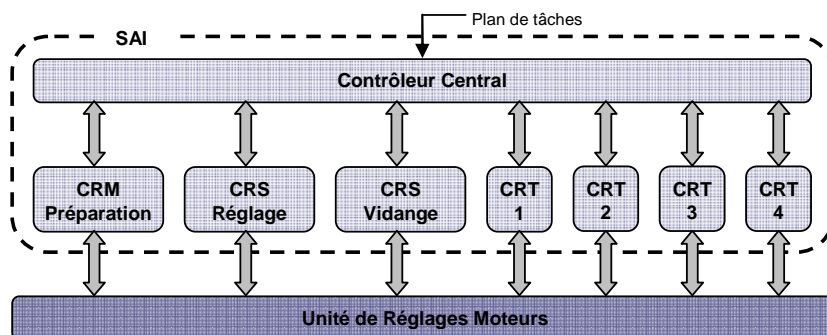 Plan de tâches
SAI
Contrôleur Central
CRM
Préparation
CRS
Réglage
CRS
Vidange
CRT
1
CRT
2
CRT
3
CRT
4
Unité de Réglages Moteurs